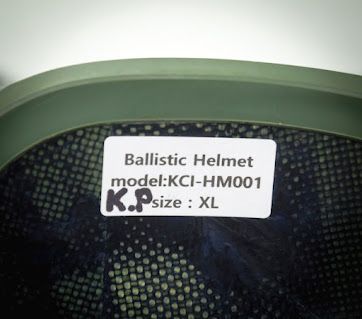 Ballistic Helmet
model:KCI-HM001
K.P size : XL